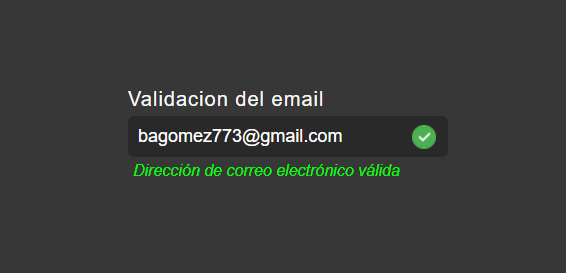 Validacion del email
bagomez773@gmail.com
Dirección de correo electrónico válida